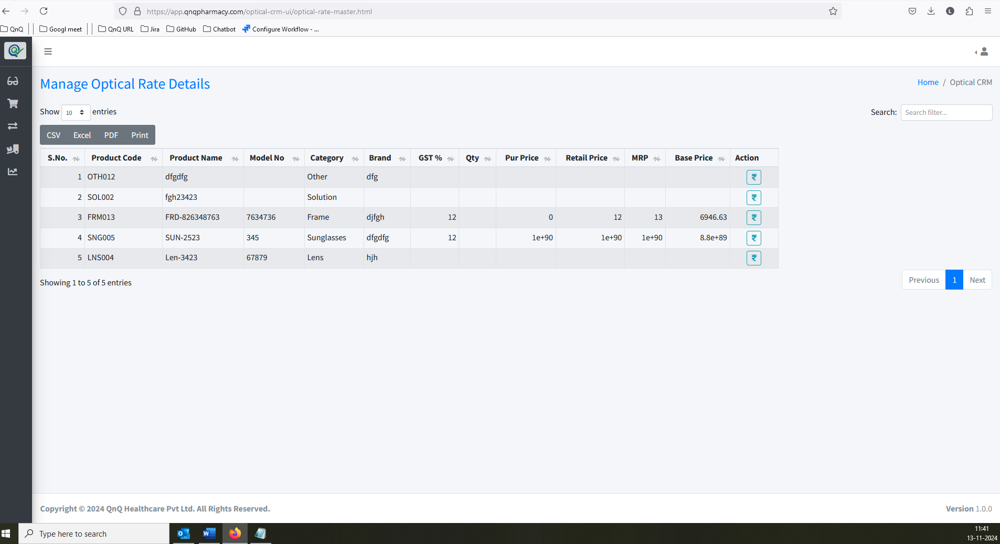 https://app.qnqpharmacy.com/optical-crm-ui/optical-rate-master.html
L
QnQ Googl meet QnQ URL Jira GitHub Chatbot Configure Workflow - ...
Manage Optical Rate Details
Home / Optical CRM
Show 10 entries
Search: Search filter...
CSV Excel PDF Print
S.No. Product Code Product Name Model No Category Brand GST % Qty Pur Price Retail Price MRP Base Price Action
1 OTH012 dfgdfg Other dfg ₹
2 SOL002 fgh23423 Solution ₹
3 FRM013 FRD-826348763 7634736 Frame djfgh 12 0 12 13 6946.63 ₹
4 SNG005 SUN-2523 345 Sunglasses dfgdfg 12 1e+90 1e+90 1e+90 8.8e+89 ₹
5 LNS004 Len-3423 67879 Lens hjh ₹
Showing 1 to 5 of 5 entries
Previous 1 Next
Copyright © 2024 QnQ Healthcare Pvt Ltd. All Rights Reserved.
Version 1.0.0
Type here to search
11:41
13-11-2024